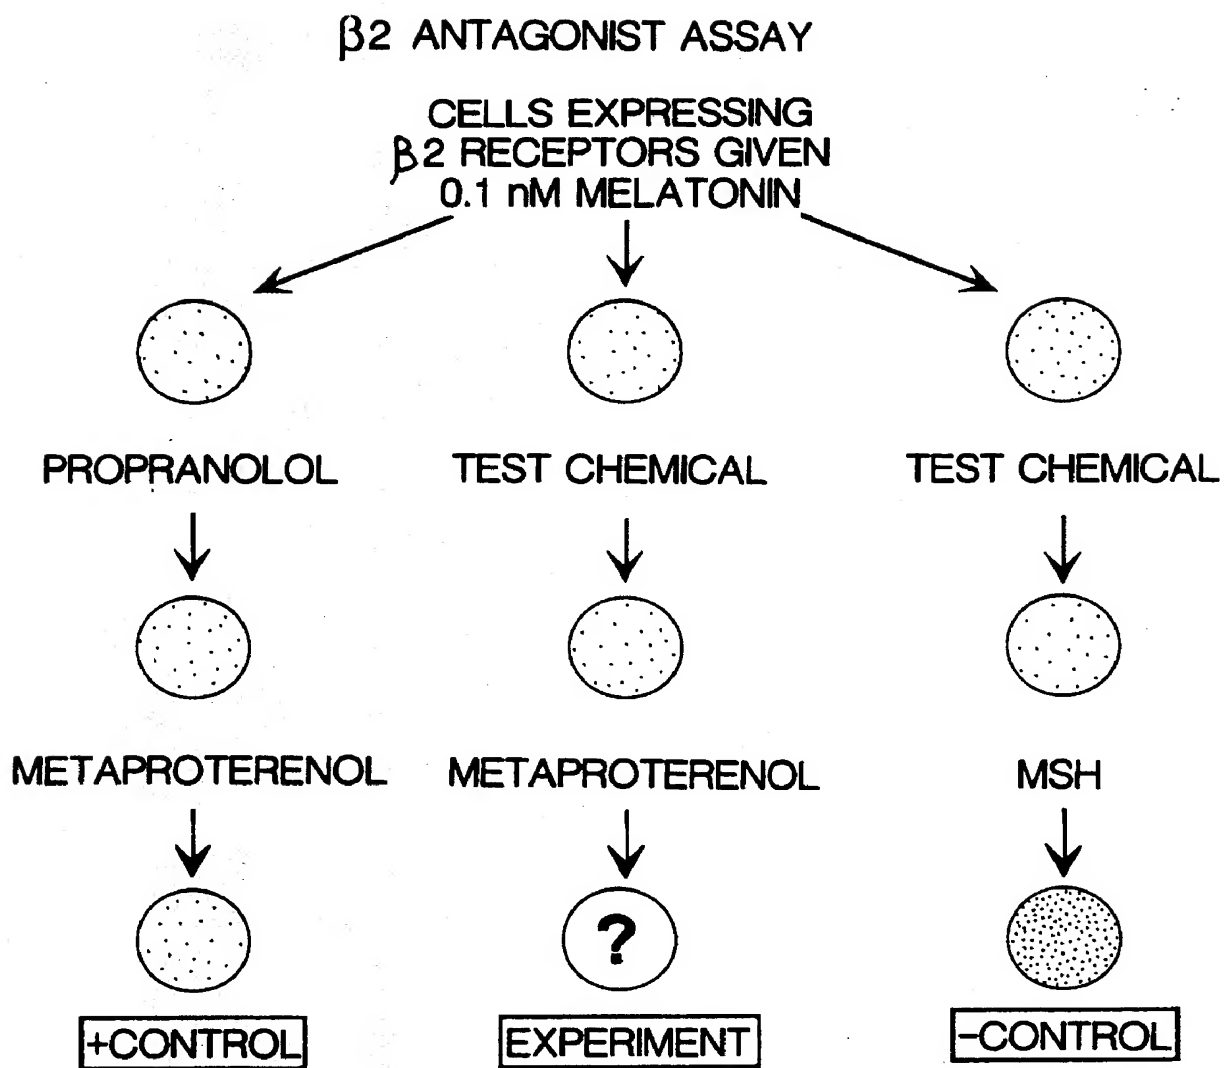 β2 ANTAGONIST ASSAY
CELLS EXPRESSING
β2 RECEPTORS GIVEN
0.1 nM MELATONIN
PROPRANOLOL
TEST CHEMICAL
TEST CHEMICAL
METAPROTERENOL
METAPROTERENOL
MSH
?
+CONTROL
EXPERIMENT
-CONTROL